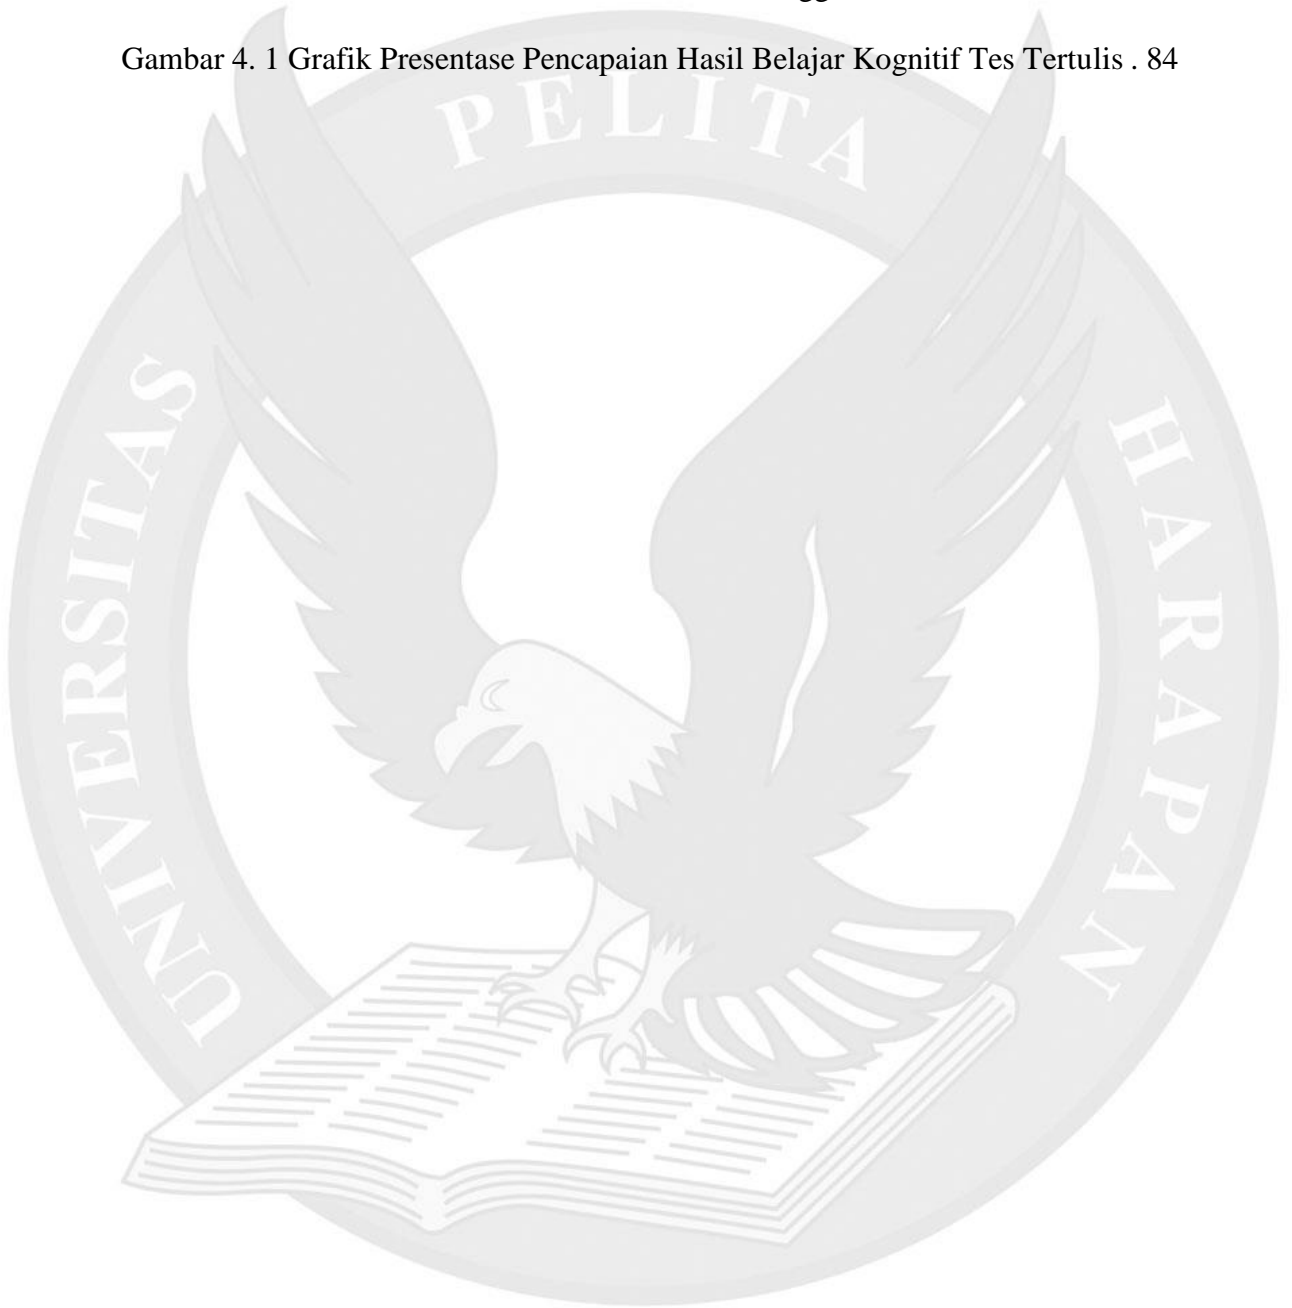 Gambar 4. 1 Grafik Presentase Pencapaian Hasil Belajar Kognitif Tes Tertulis . 84
UNIVERSITAS PELITA HARAPAN